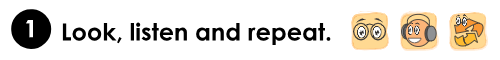 1 Look, listen and repeat.